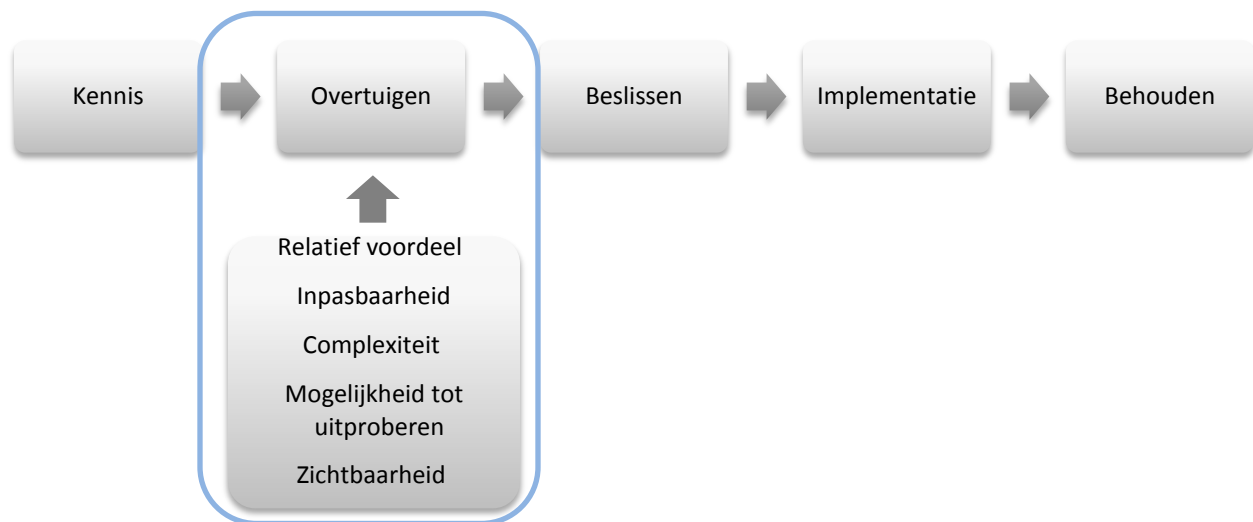 Kennis
Overtuigen
Beslissen
Implementatie
Behouden
Relatief voordeel
Inpasbaarheid
Complexiteit
Mogelijkheid tot
uitproberen
Zichtbaarheid